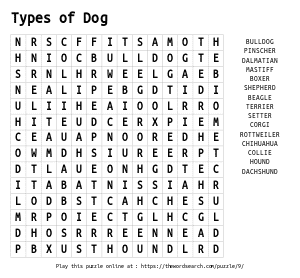 Types of Dog
N R S C F F I T S A M O T H
H N I O C B U L L D O G T E
S R N L H R W E E L G A E B
N E A L I P E B G D T I D I
U L I I H E A I O O L R R O
H I T E U D C E R X P I E M
C E A U A P N O O R E D H E
O W M D H S I U R E E R P T
D T L A U E O N H G D T E C
I T A B A T N I S S I A H R
L O D B S T C A H C H E S U
M R P O I E C T G L H C G L
D H O S R R R E E N N E A D
P B X U S T H O U N D L R D
BULLDOG
PINSCHER
DALMATIAN
MASTIFF
BOXER
SHEPHERD
BEAGLE
TERRIER
SETTER
CORGI
ROTTWEILER
CHIHUAHUA
COLLIE
HOUND
DACHSHUND
Play this puzzle online at : https://thewordsearch.com/puzzle/9/